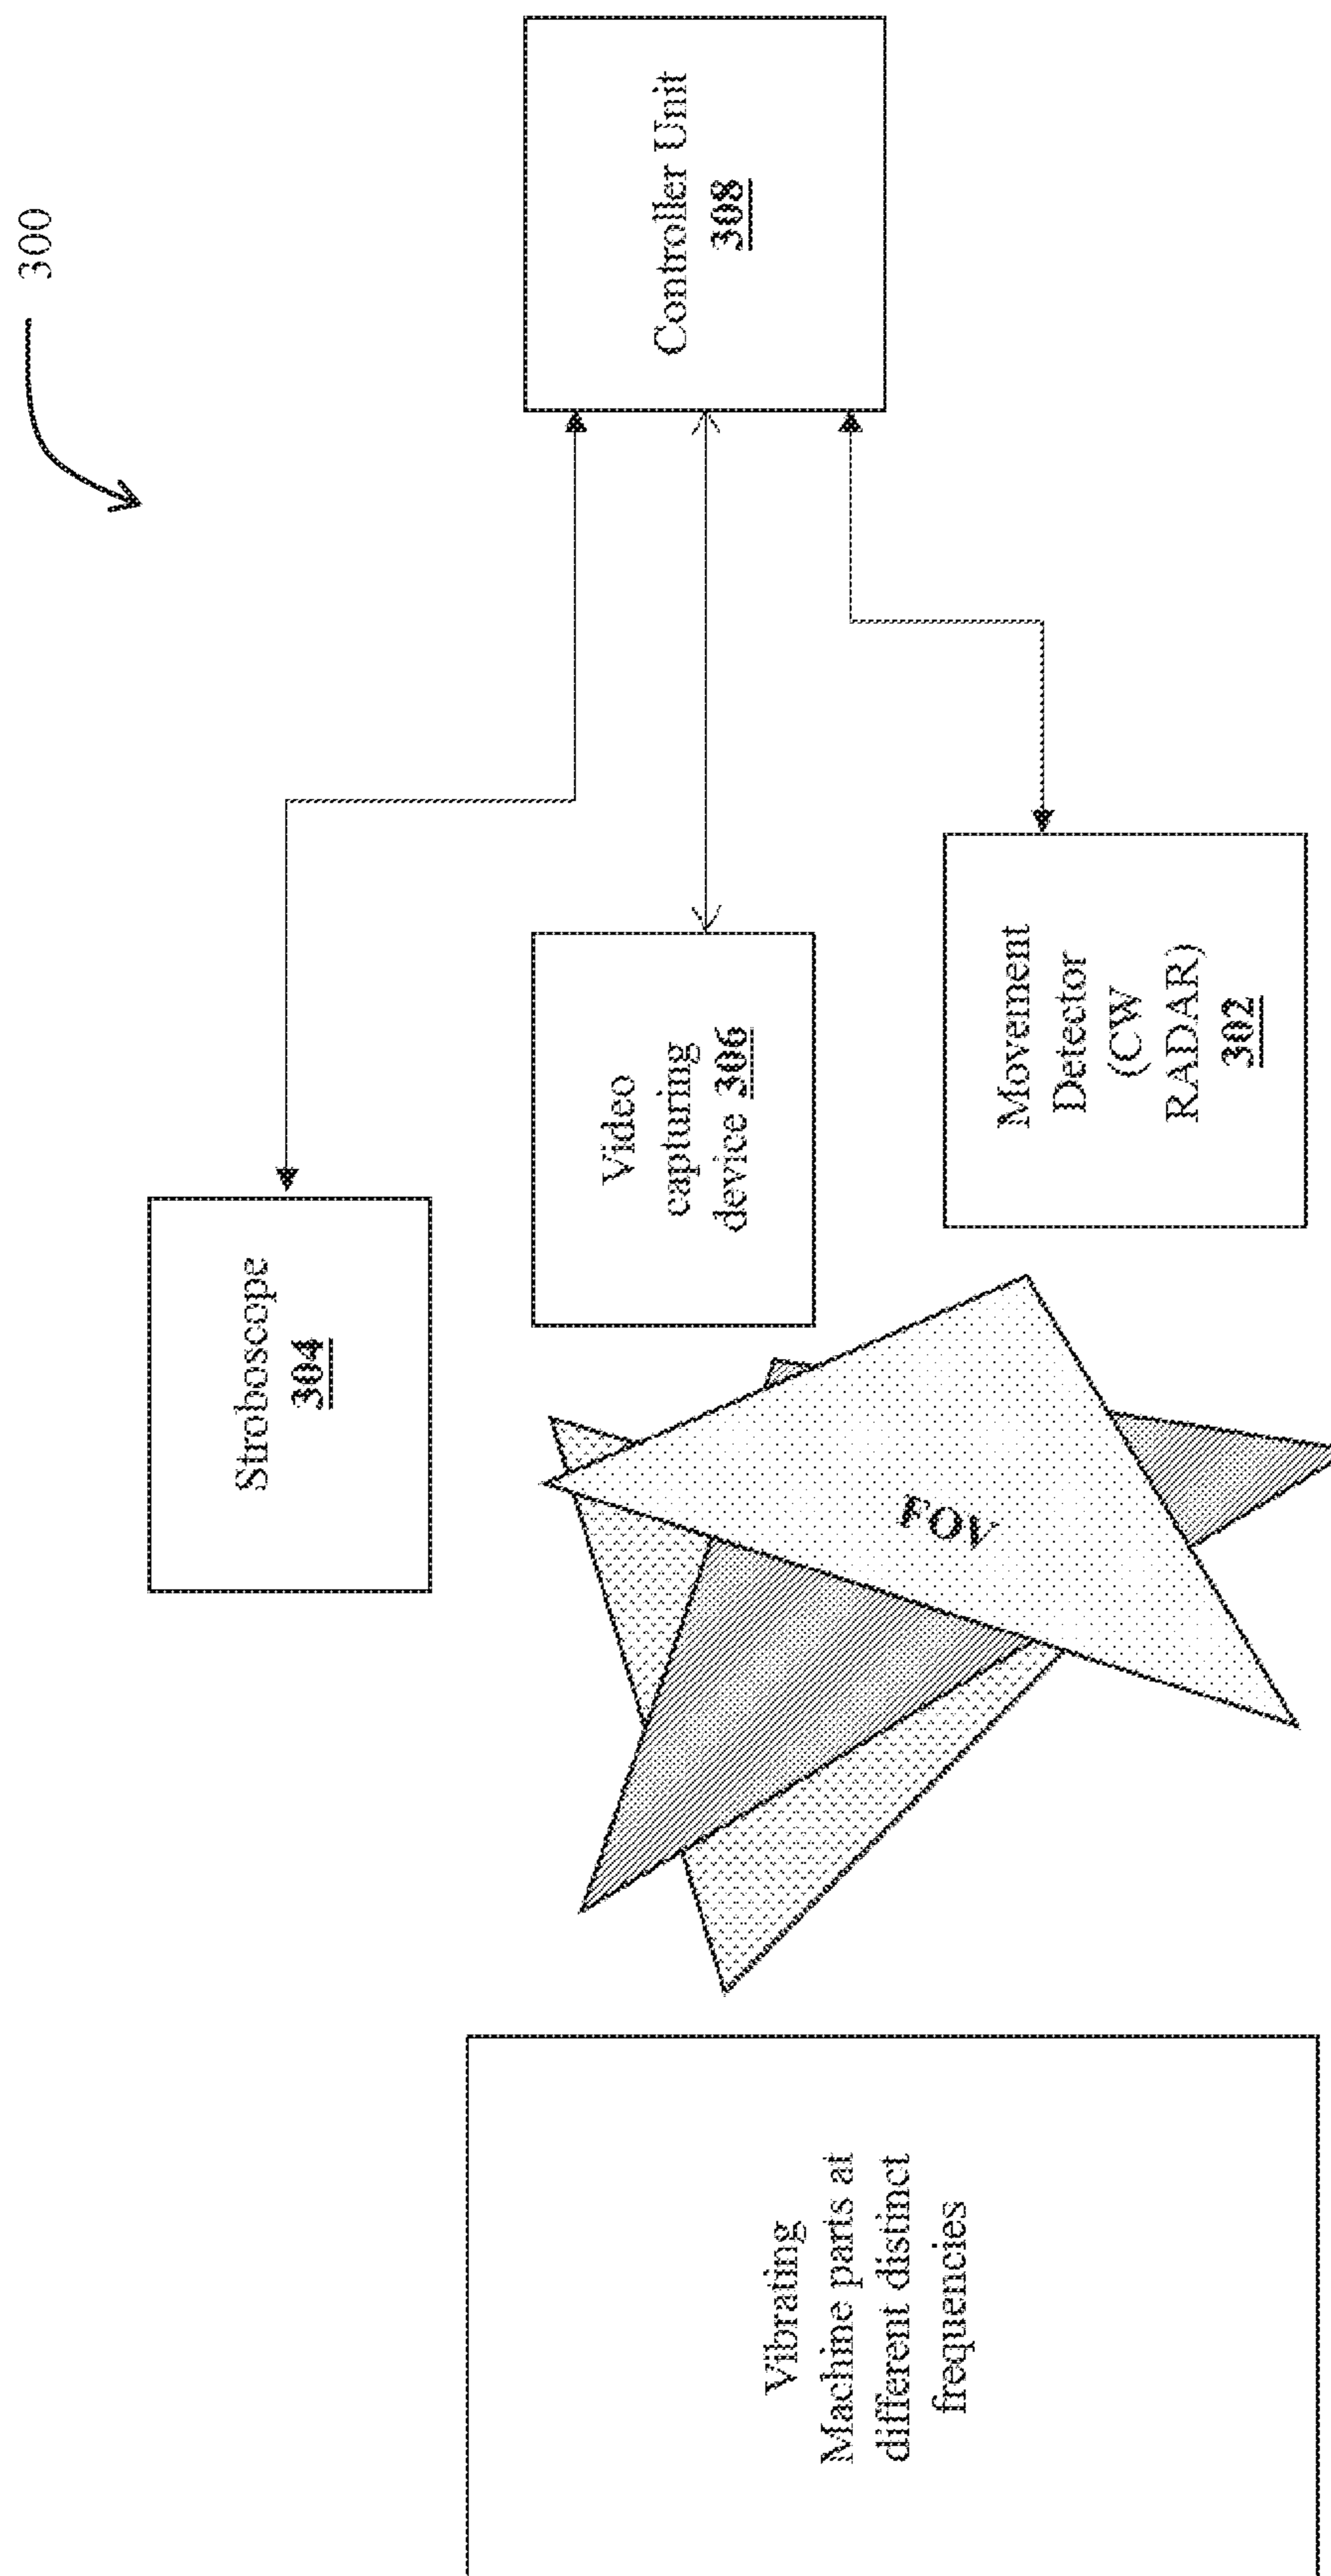 300
Controller Unit
308
Stroboscope
304
Video
capturing
device 306
Movement
Detector
(CW
RADAR)
302
FOV
Vibrating
Machine parts at
different distinct
frequencies